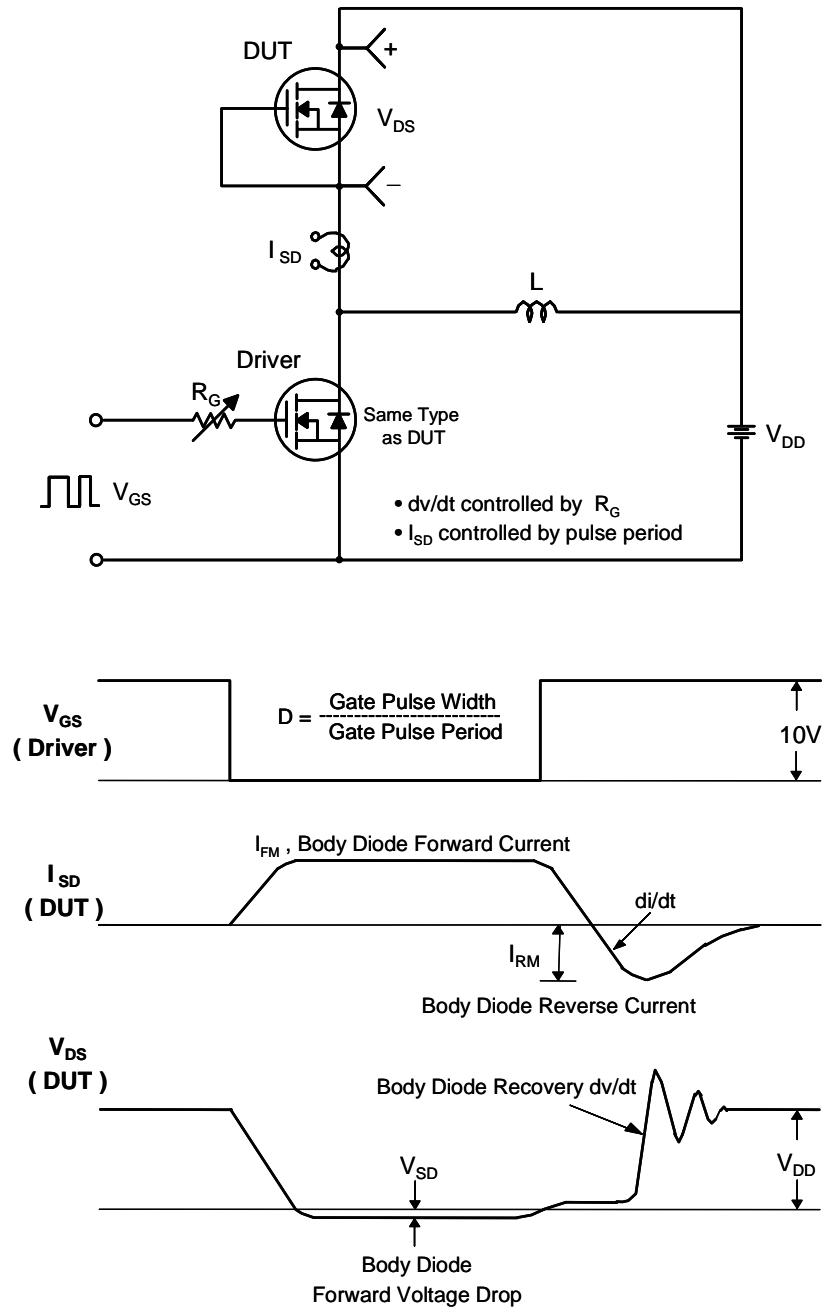 DUT
+
V_DS
–
I_SD
L
Driver
R_G
Same Type
as DUT
V_DD
V_GS
• dv/dt controlled by R_G
• I_SD controlled by pulse period
V_GS
( Driver )
D = Gate Pulse Width
Gate Pulse Period
10V
I_FM , Body Diode Forward Current
I_SD
( DUT )
di/dt
I_RM
Body Diode Reverse Current
V_DS
( DUT )
Body Diode Recovery dv/dt
V_SD
V_DD
Body Diode
Forward Voltage Drop